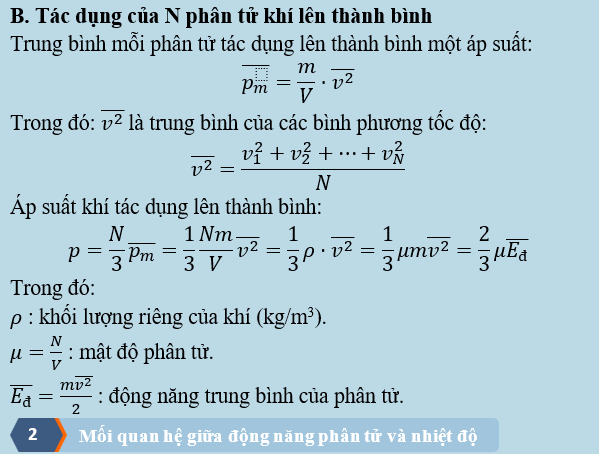 B. Tác dụng của N phân tử khí lên thành bình
Trung bình mỗi phân tử tác dụng lên thành bình một áp suất:
$\overline{p_m^{⬚}} = \frac{m}{V} \cdot \overline{v^2}$
Trong đó: $\overline{v^2}$ là trung bình của các bình phương tốc độ:
$\overline{v^2} = \frac{v_1^2 + v_2^2 + \cdots + v_N^2}{N}$
Áp suất khí tác dụng lên thành bình:
$p = \frac{N}{3}\overline{p_m} = \frac{1}{3}\frac{Nm}{V}\overline{v^2} = \frac{1}{3}\rho \cdot \overline{v^2} = \frac{1}{3}\mu m\overline{v^2} = \frac{2}{3}\mu\overline{E_đ}$
Trong đó:
$\rho$ : khối lượng riêng của khí (kg/m³).
$\mu = \frac{N}{V}$ : mật độ phân tử.
$\overline{E_đ} = \frac{m\overline{v^2}}{2}$ : động năng trung bình của phân tử.
2 Mối quan hệ giữa động năng phân tử và nhiệt độ